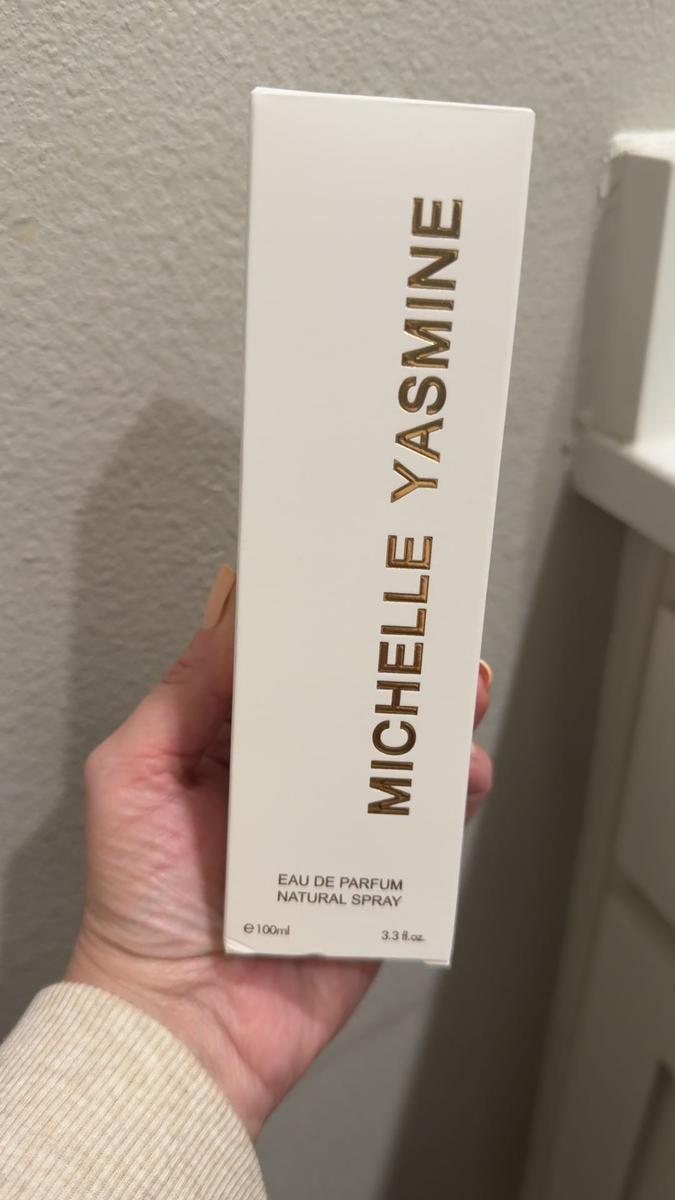 MICHELLE YASMINE
EAU DE PARFUM
NATURAL SPRAY
℮100ml 3.3 fl.oz.